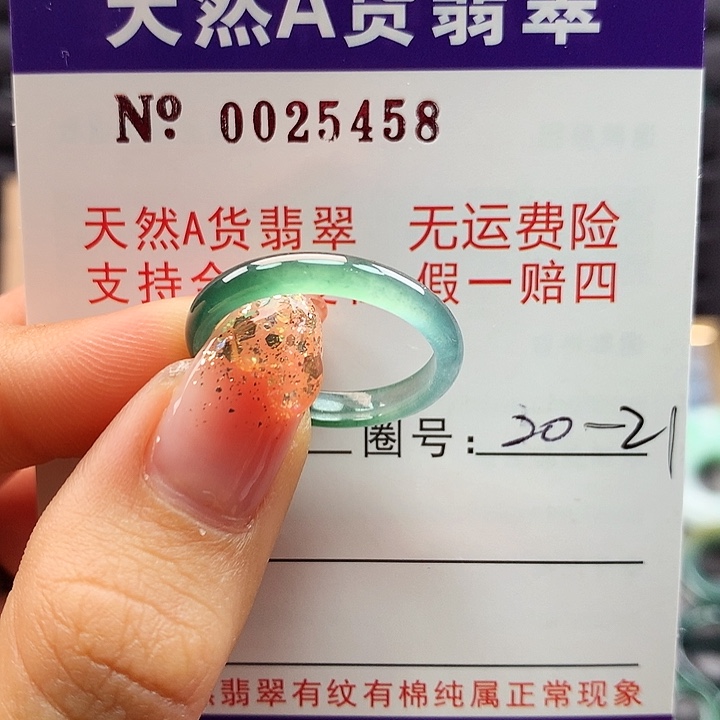 天然A货翡翠
Nº 0025458
天然A货翡翠 无运费险
支持 假一赔四
圈号: 20-21
翡翠有纹有棉纯属正常现象